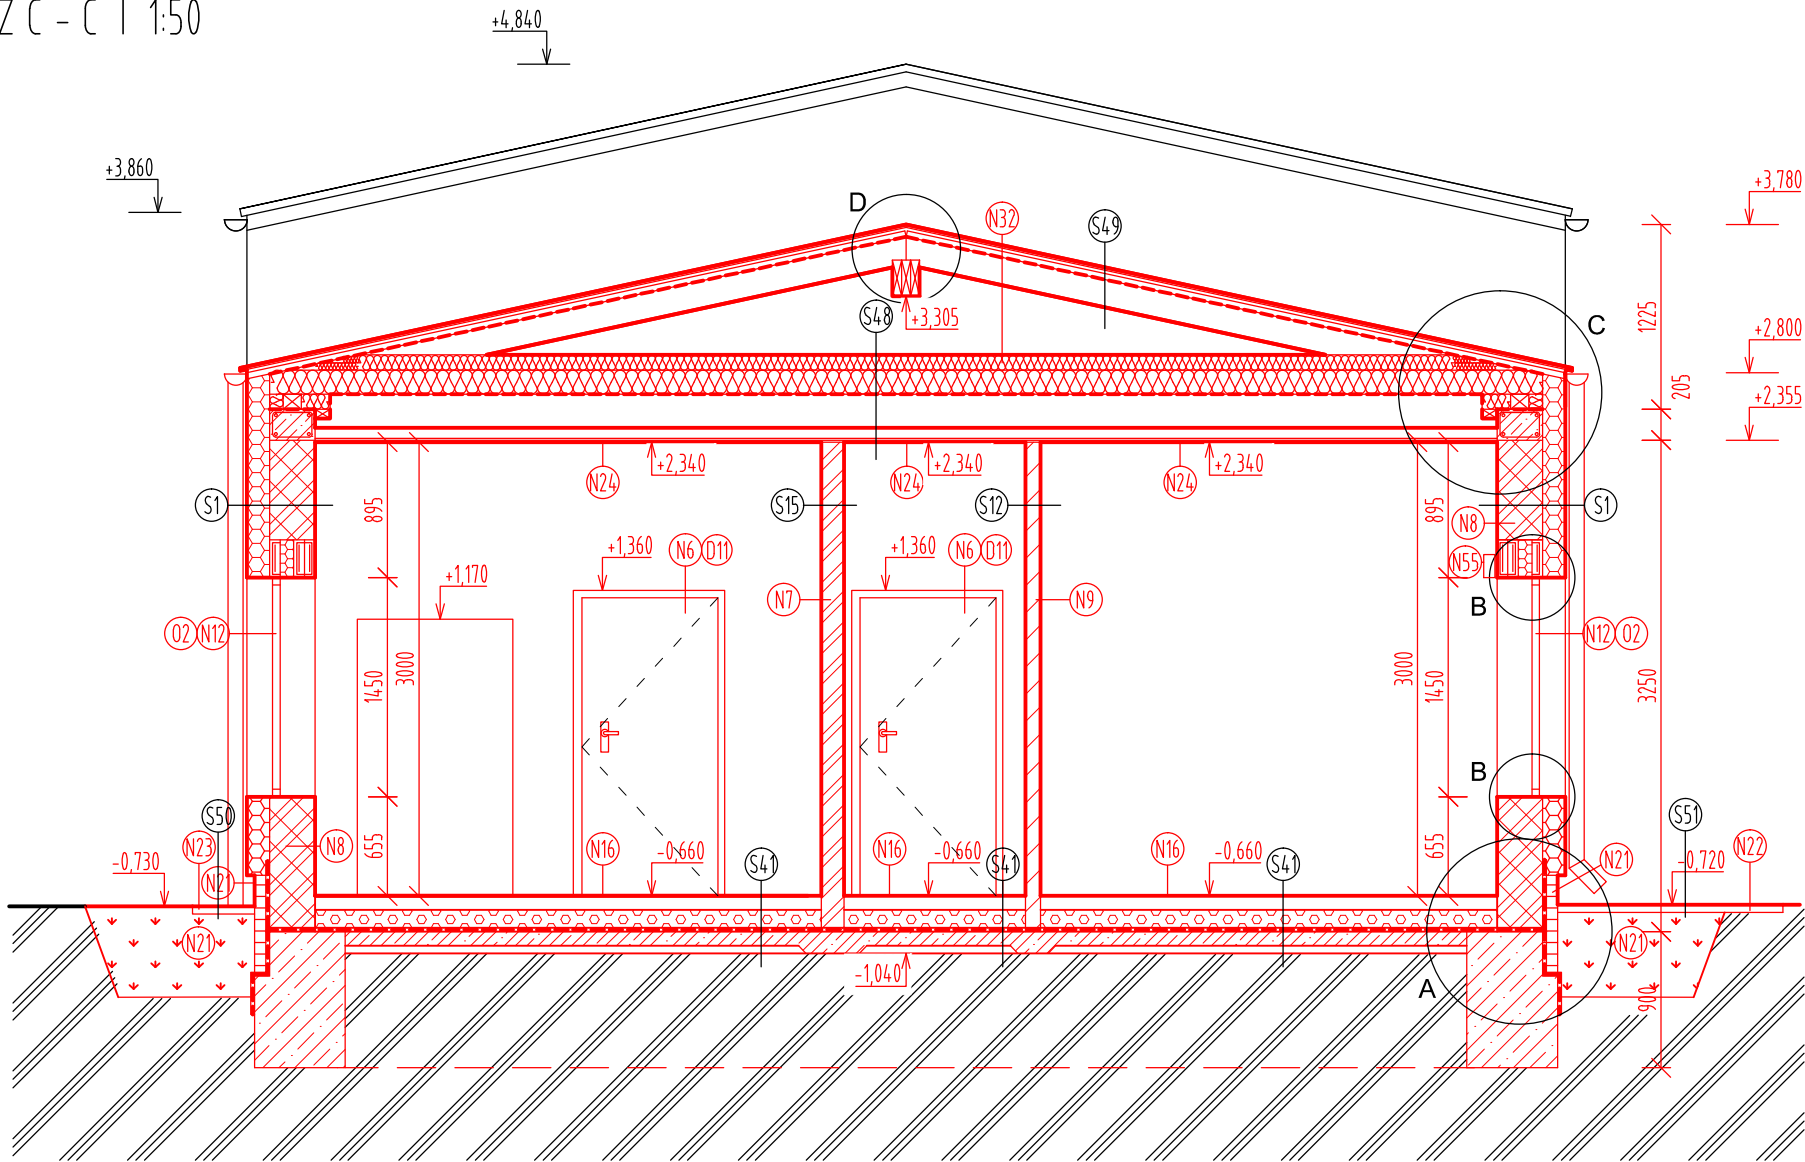 Z C - C | 1:50
+4,840
+3,860
+3,780
D
N32
S49
1225
C
S48
+3,305
+2,800
205
+2,355
+2,340
+2,340
+2,340
N24
N24
N24
S1
895
S15
S12
895
S1
N8
+1,360
N6 D11
+1,360
N6 D11
N55
+1,170
N7
N9
B
O2 N12
N12 O2
1450
3000
3000
1450
3250
B
S50
S51
N23
N8
655
N16
-0,660
S41
N16
-0,660
S41
N16
-0,660
S41
655
N21
-0,720
N22
-0,730
N21
N21
N21
-1,040
A
900